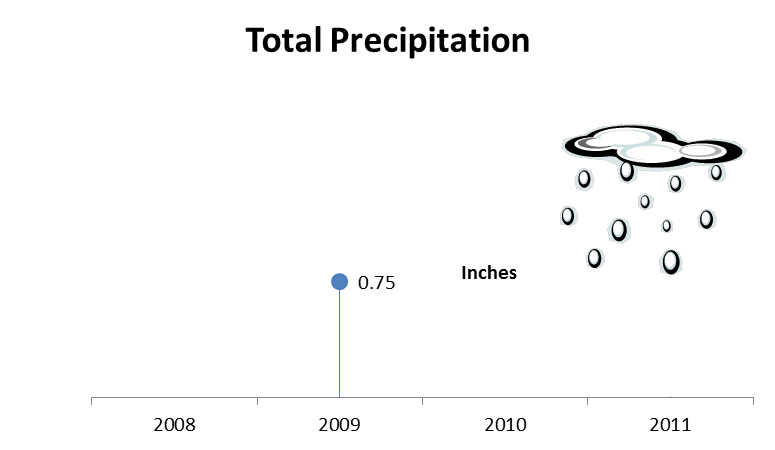 Total Precipitation
Inches
0.75
2008 2009 2010 2011